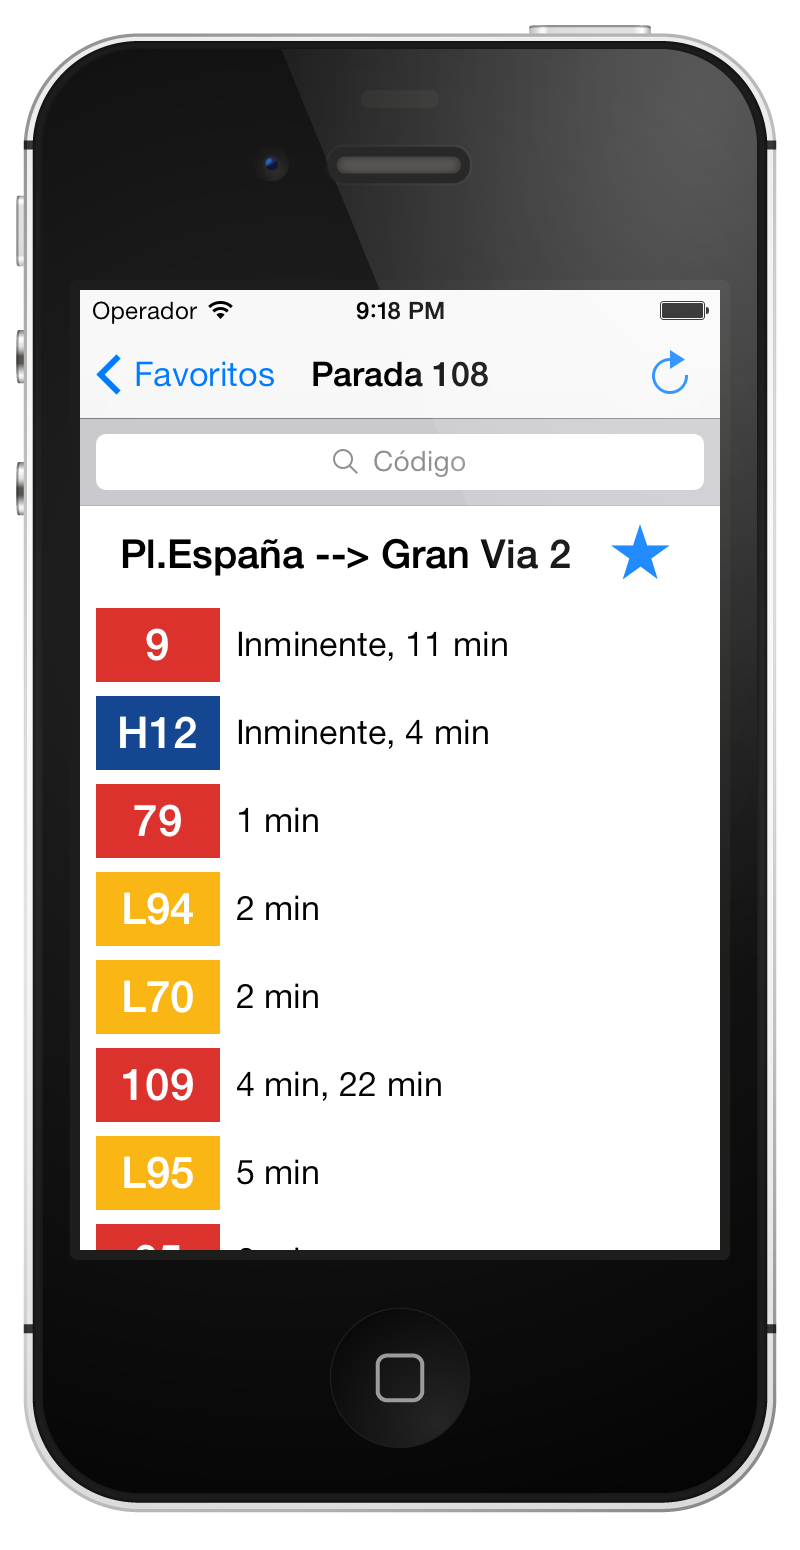 Operador 9:18 PM
Favoritos Parada 108
Código
Pl.España --> Gran Via 2
9 Inminente, 11 min
H12 Inminente, 4 min
79 1 min
L94 2 min
L70 2 min
109 4 min, 22 min
L95 5 min